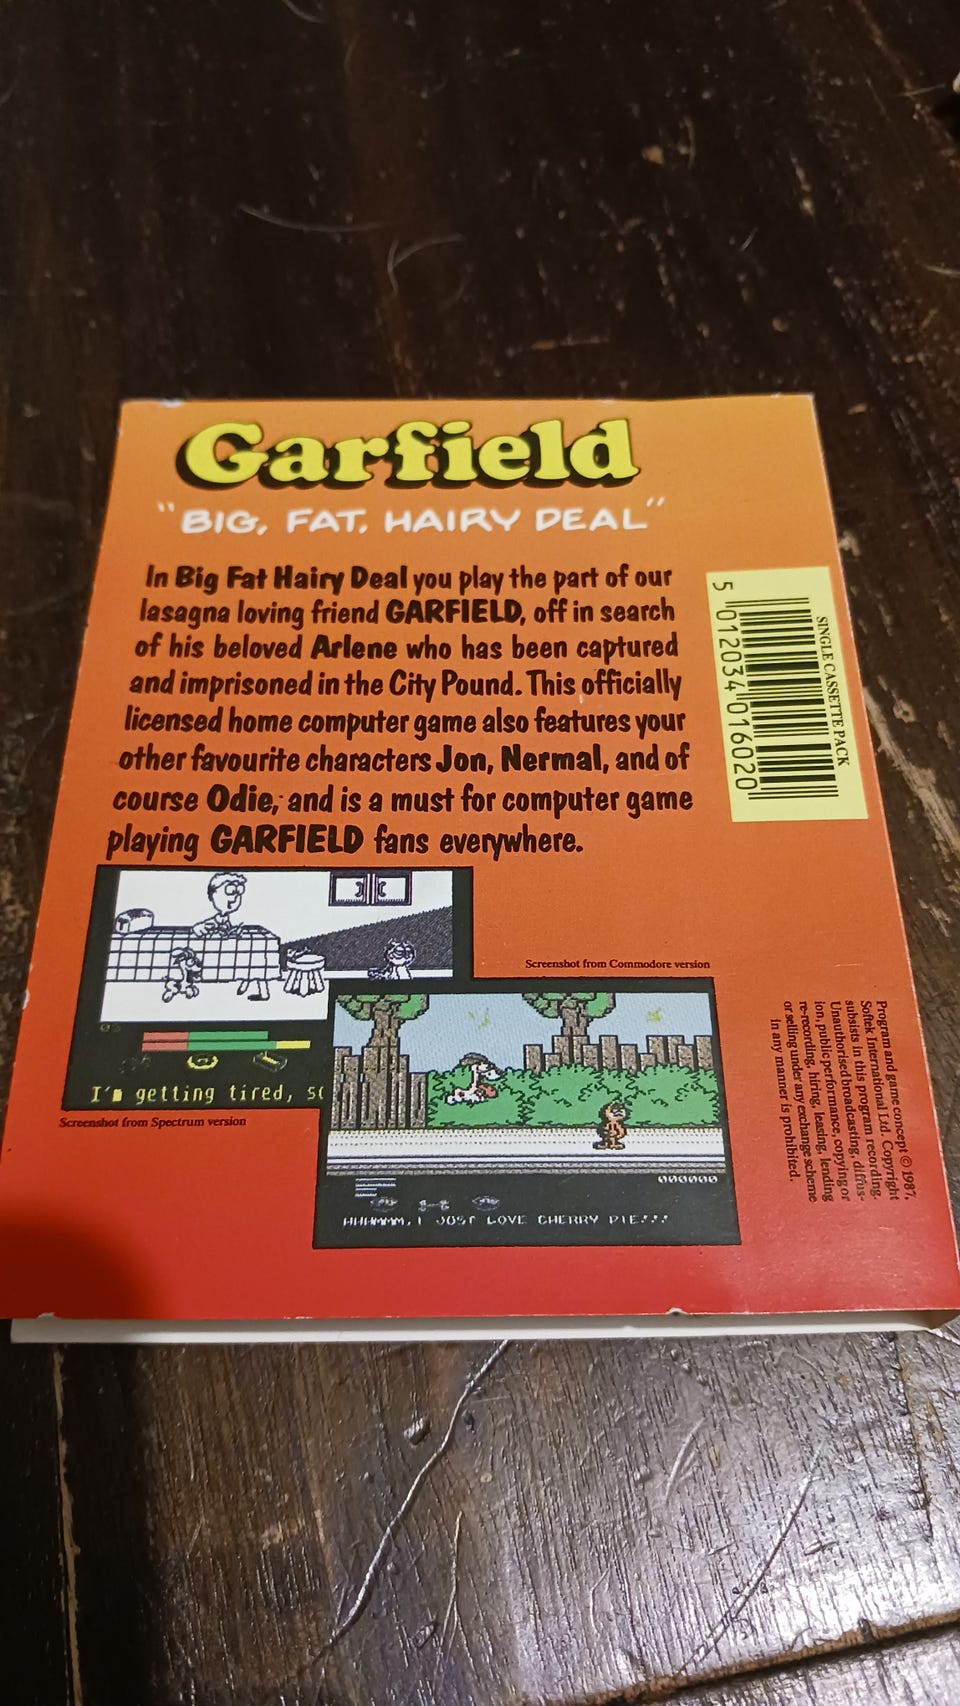 Garfield
"BIG, FAT, HAIRY DEAL"
In Big Fat Hairy Deal you play the part of our
lasagna loving friend GARFIELD, off in search
of his beloved Arlene who has been captured
and imprisoned in the City Pound. This officially
licensed home computer game also features your
other favourite characters Jon, Nermal, and of
course Odie, and is a must for computer game
playing GARFIELD fans everywhere.
SINGLE CASSETTE PACK
5 012034 016020
I'm getting tired, so
Screenshot from Spectrum version
Screenshot from Commodore version
000000
HHHMMM, I JUST LOVE CHERRY PIE!!!
Program and game concept © 1987,
Softek International Ltd. Copyright
subsists in this program recording.
Unauthorised broadcasting, diffus-
ion, public performance, copying or
re-recording, hiring, leasing, lending
or selling under any exchange scheme
in any manner is prohibited.